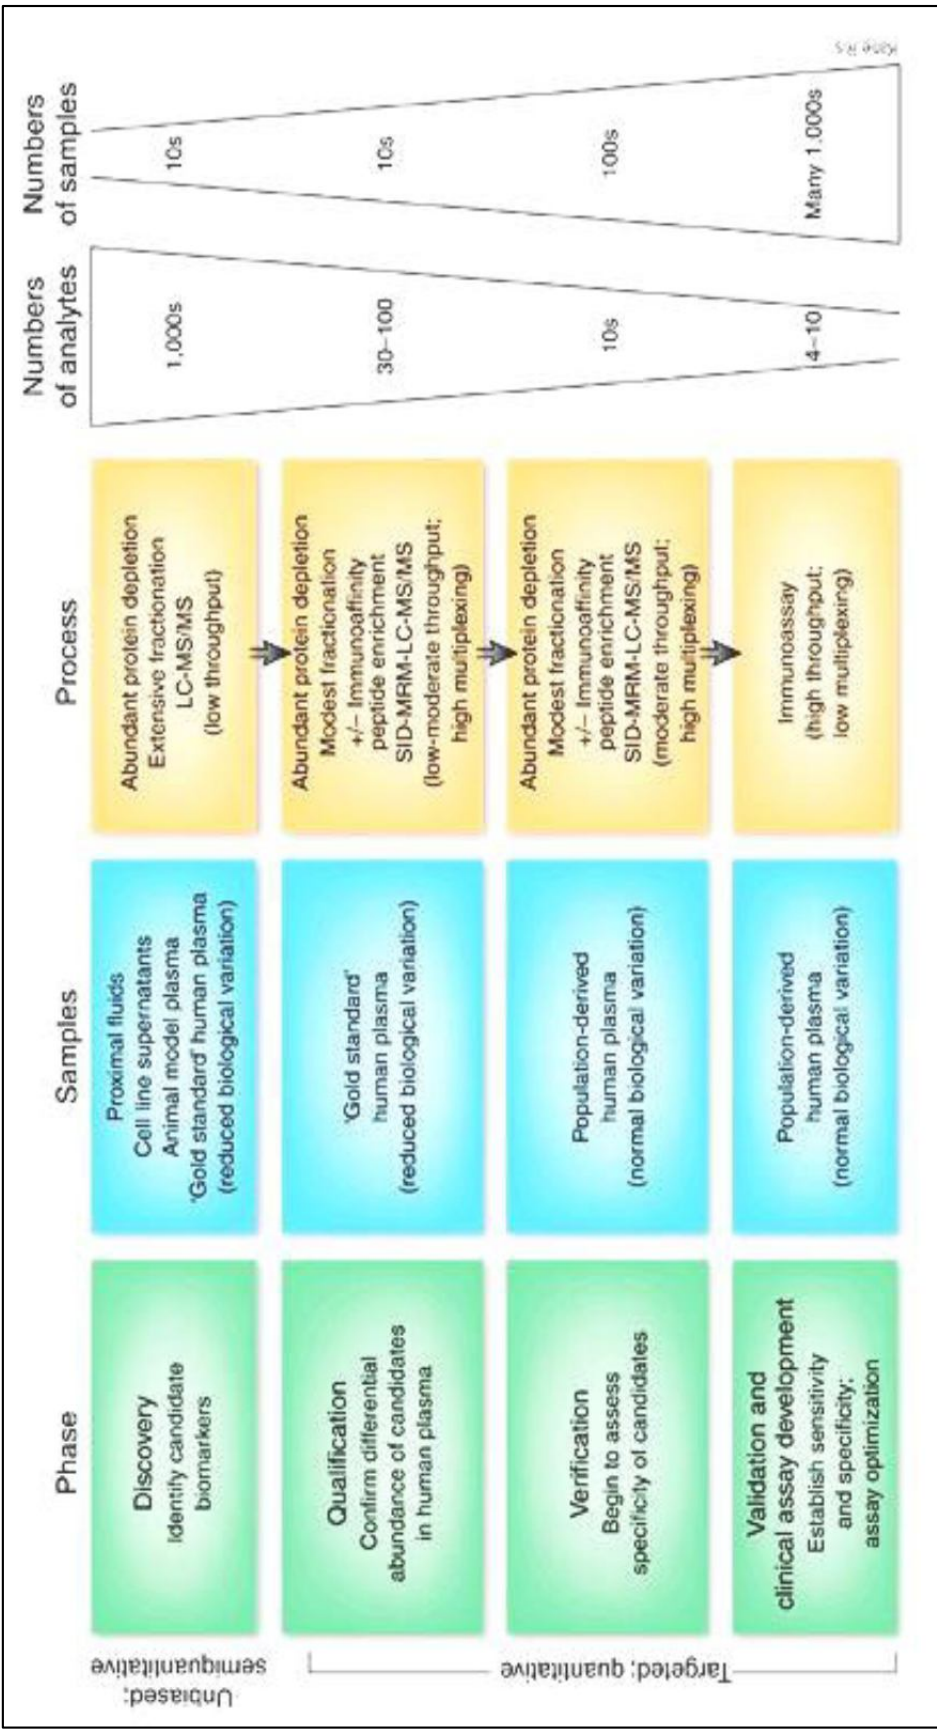 Phase
Samples
Process
Numbers
of analytes
Numbers
of samples
Unbiased;
semiquantitative
Discovery
Identify candidate
biomarkers
Proximal fluids
Cell line supernatants
Animal model plasma
'Gold standard' human plasma
(reduced biological variation)
Abundant protein depletion
Extensive fractionation
LC-MS/MS
(low throughput)
1,000s
10s
Targeted; quantitative
Qualification
Confirm differential
abundance of candidates
in human plasma
'Gold standard'
human plasma
(reduced biological variation)
Abundant protein depletion
Modest fractionation
+/– Immunoaffinity
peptide enrichment
SID-MRM-LC-MS/MS
(low-moderate throughput;
high multiplexing)
30–100
10s
Verification
Begin to assess
specificity of candidates
Population-derived
human plasma
(normal biological variation)
Abundant protein depletion
Modest fractionation
+/– Immunoaffinity
peptide enrichment
SID-MRM-LC-MS/MS
(moderate throughput;
high multiplexing)
10s
100s
Validation and
clinical assay development
Establish sensitivity
and specificity;
assay optimization
Population-derived
human plasma
(normal biological variation)
Immunoassay
(high throughput;
low multiplexing)
4–10
Many 1.000s